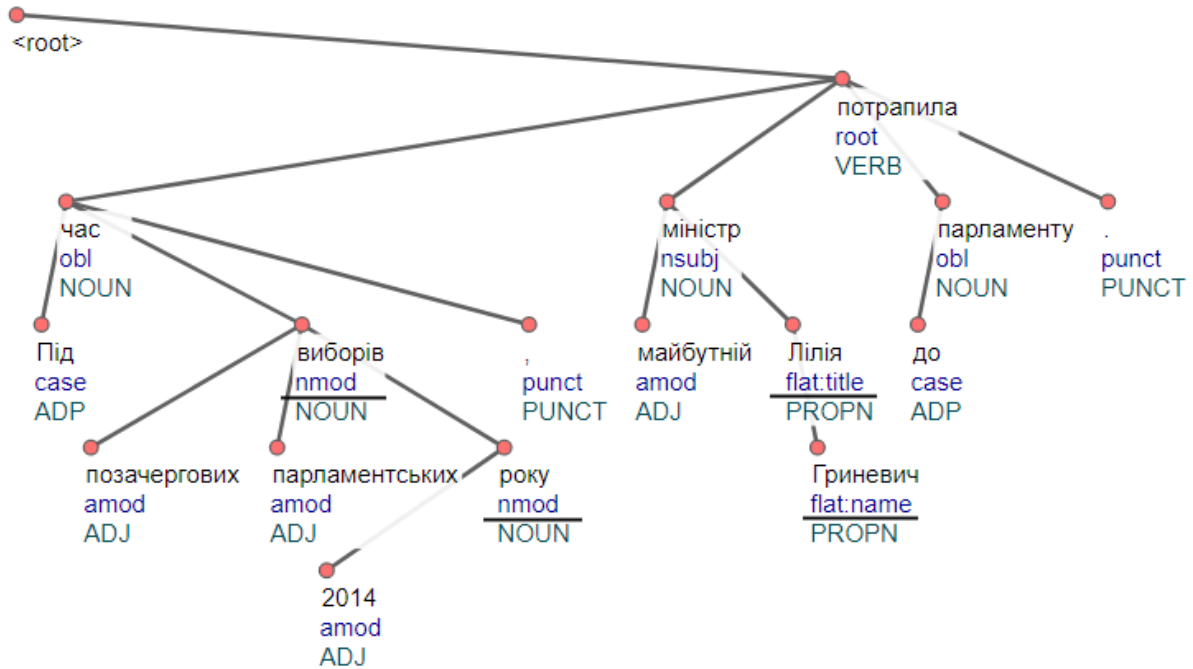 <root>
потрапила
root
VERB
час
obl
NOUN
міністр
nsubj
NOUN
парламенту
obl
NOUN
.
punct
PUNCT
Під
case
ADP
виборів
nmod
NOUN
,
punct
PUNCT
майбутній
amod
ADJ
Лілія
flat:title
PROPN
до
case
ADP
позачергових
amod
ADJ
парламентських
amod
ADJ
року
nmod
NOUN
Гриневич
flat:name
PROPN
2014
amod
ADJ